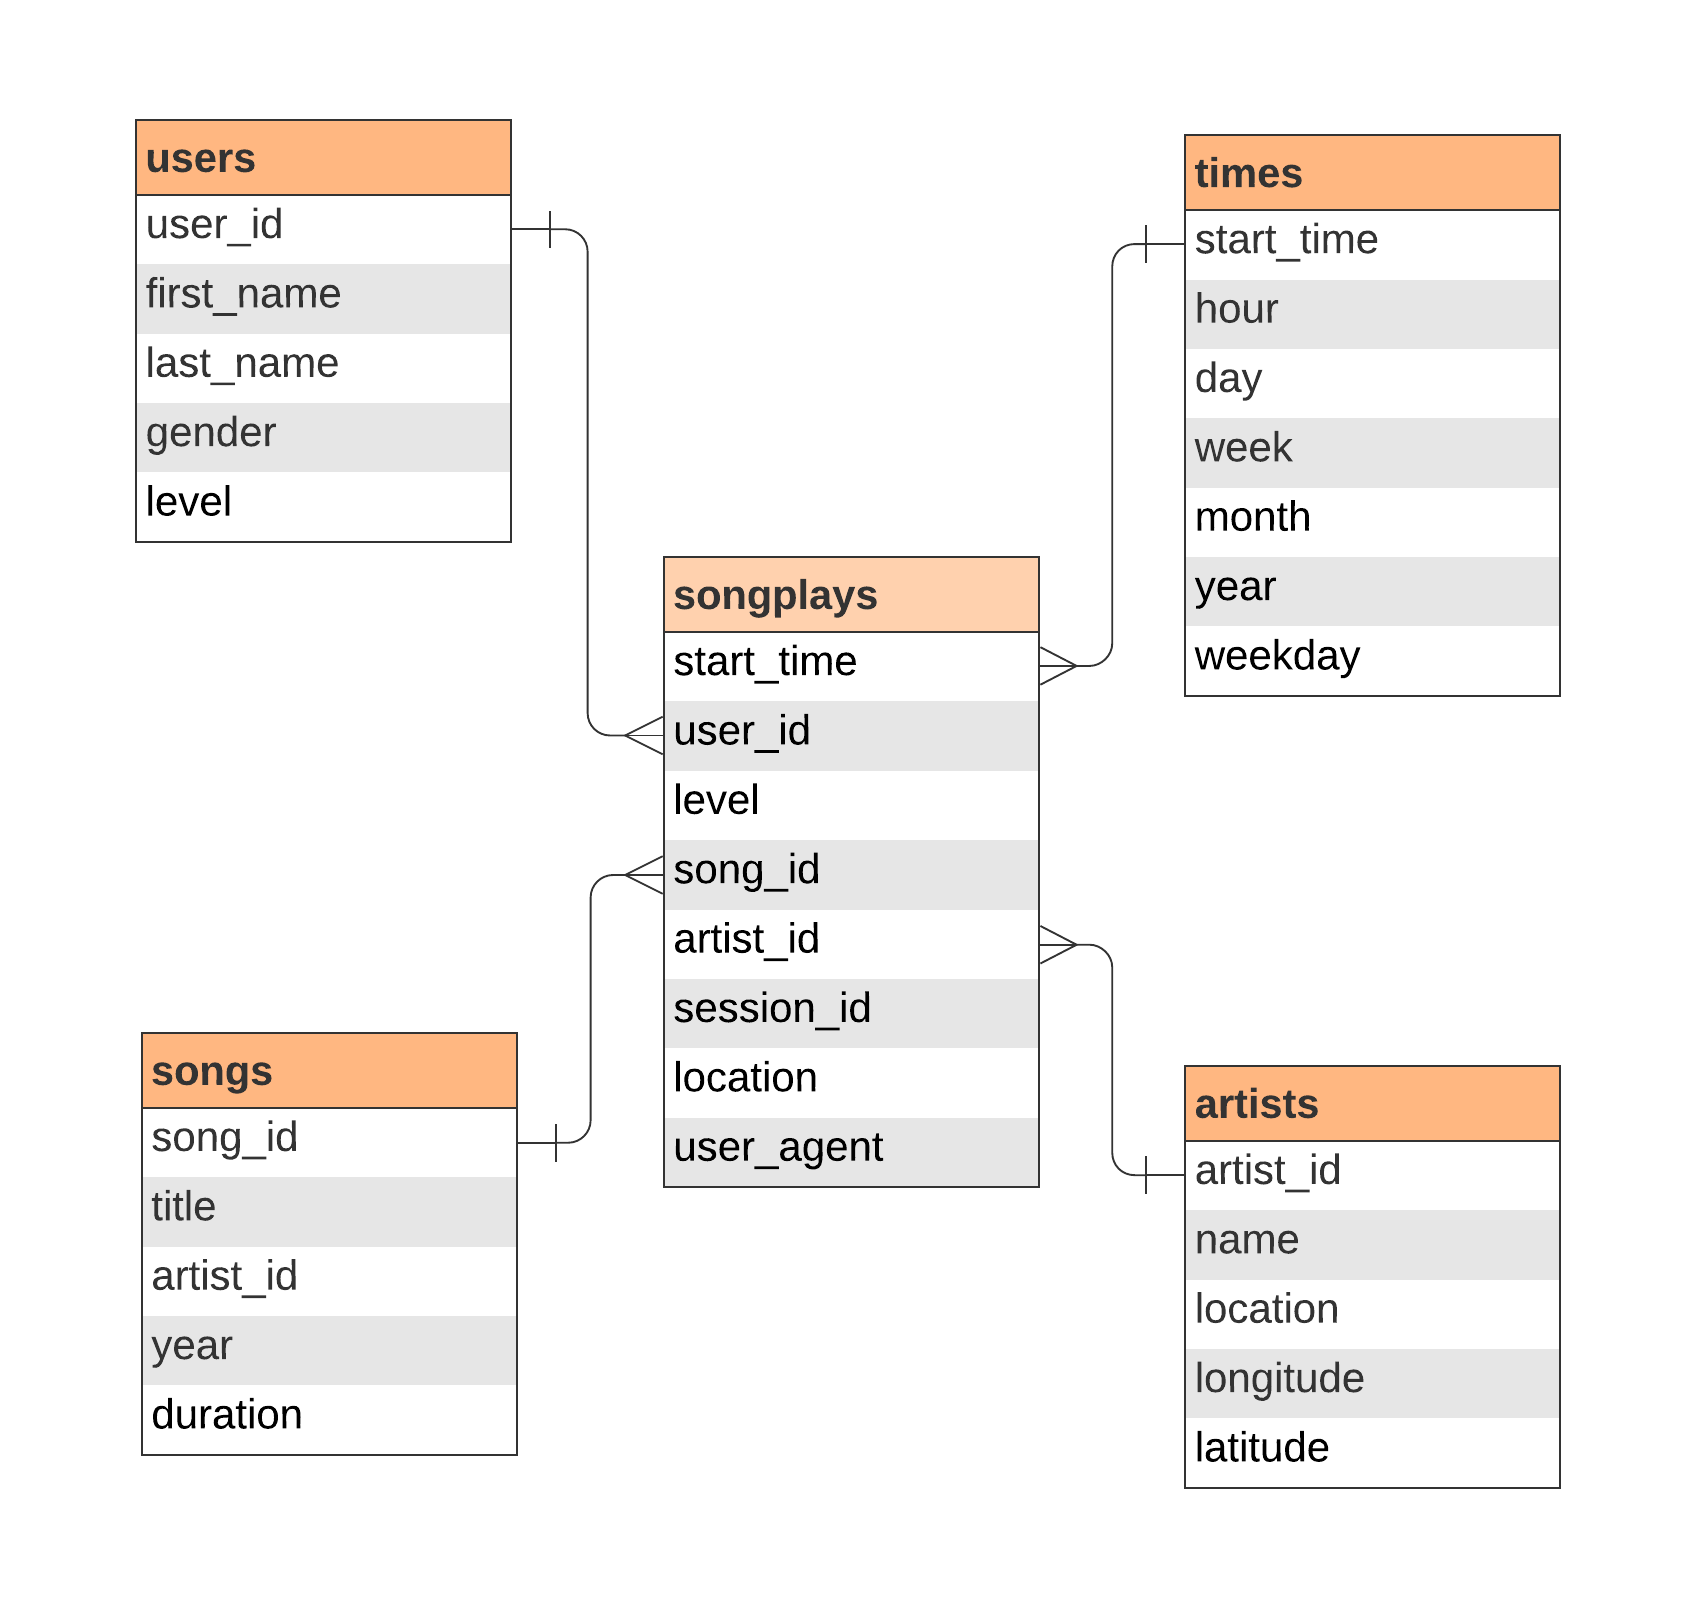 users
user_id
first_name
last_name
gender
level
times
start_time
hour
day
week
month
year
weekday
songplays
start_time
user_id
level
song_id
artist_id
session_id
location
user_agent
songs
song_id
title
artist_id
year
duration
artists
artist_id
name
location
longitude
latitude